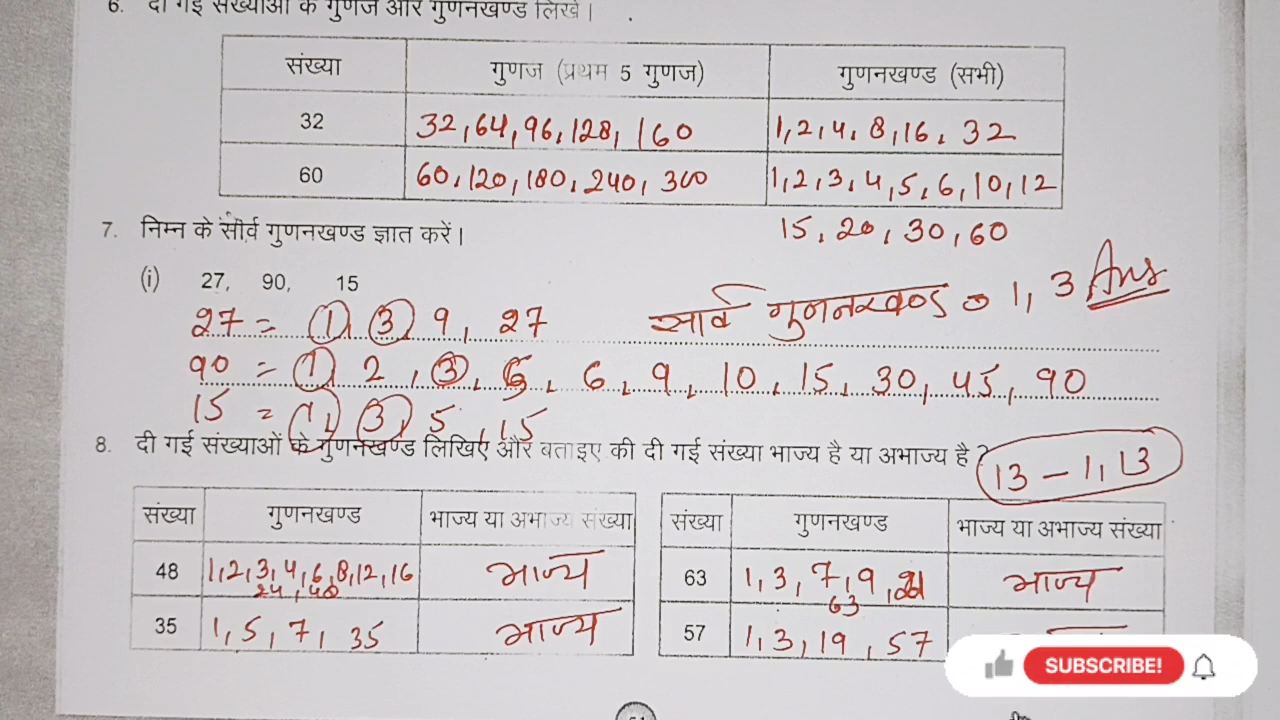 6. दी गई संख्याओं के गुणज और गुणनखण्ड लिखें।
संख्या गुणज (प्रथम 5 गुणज) गुणनखण्ड (सभी)
32 32, 64, 96, 128, 160 1, 2, 4, 8, 16, 32
60 60, 120, 180, 240, 300 1, 2, 3, 4, 5, 6, 10, 12
15, 20, 30, 60
7. निम्न के सार्व गुणनखण्ड ज्ञात करें।
(i) 27, 90, 15
सार्व गुणनखण्ड = 1, 3 Ans
27 = 1, 3, 9, 27
90 = 1, 2, 3, 5, 6, 9, 10, 15, 30, 45, 90
15 = 1, 3, 5, 15
8. दी गई संख्याओं के गुणनखण्ड लिखिए और बताइए की दी गई संख्या भाज्य है या अभाज्य है?
13 - 1, 13
संख्या गुणनखण्ड भाज्य या अभाज्य संख्या संख्या गुणनखण्ड भाज्य या अभाज्य संख्या
48 1, 2, 3, 4, 6, 8, 12, 16 भाज्य 63 1, 3, 7, 9, 21 भाज्य
24, 48 63
35 1, 5, 7, 35 भाज्य 57 1, 3, 19, 57
SUBSCRIBE!